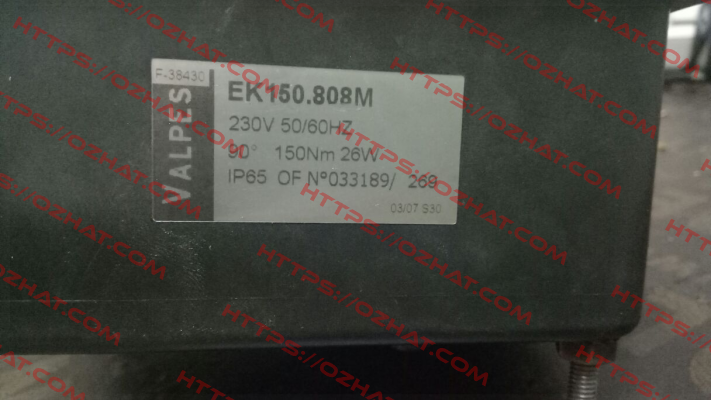 F-38430
VALPES
EK150.808M
230V 50/60HZ
90° 150Nm 26W
IP65 OF N°033189/ 269
03/07 S30
HTTPS://OZHAT.COM